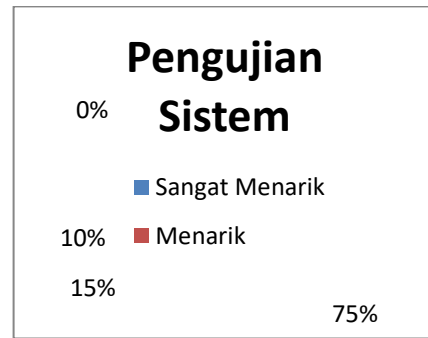 Pengujian
Sistem
0%
Sangat Menarik
10%
Menarik
15%
75%